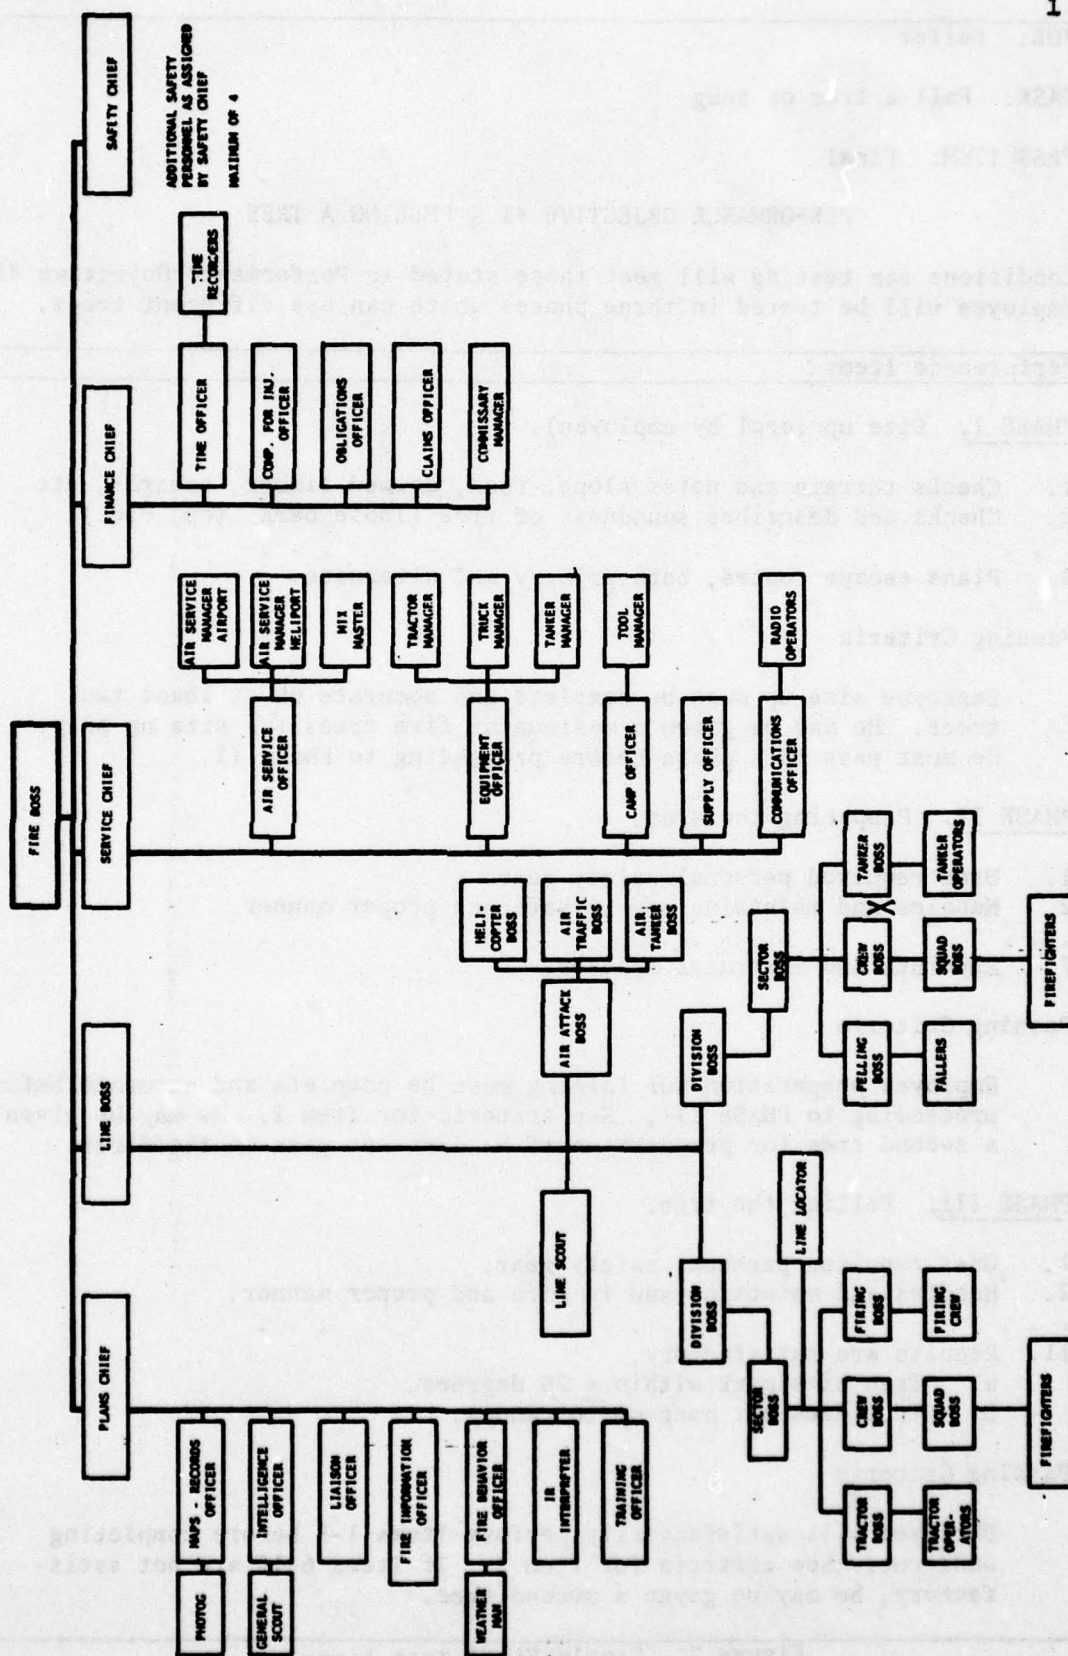 FIRE BOSS
PLANS CHIEF
LINE BOSS
SERVICE CHIEF
FINANCE CHIEF
SAFETY CHIEF
ADDITIONAL SAFETY
PERSONNEL AS ASSIGNED
BY SAFETY CHIEF
MAXIMUM OF 4
PHOTOG
MAPS - RECORDS
OFFICER
GENERAL
SCOUT
INTELLIGENCE
OFFICER
LIAISON
OFFICER
FIRE INFORMATION
OFFICER
WEATHER
MAN
FIRE BEHAVIOR
OFFICER
IR
INTERPRETER
TRAINING
OFFICER
LINE SCOUT
AIR ATTACK
BOSS
HELI-
COPTER
BOSS
AIR
TRAFFIC
BOSS
AIR
TANKER
BOSS
DIVISION
BOSS
DIVISION
BOSS
SECTOR
BOSS
LINE LOCATOR
SECTOR
BOSS
TRACTOR
BOSS
CREW
BOSS
FIRING
BOSS
TRACTOR
OPER-
ATORS
SQUAD
BOSS
FIRING
CREW
FIREFIGHTERS
FELLING
BOSS
CREW
BOSS
TANKER
BOSS
FALLERS
SQUAD
BOSS
TANKER
OPERATORS
FIREFIGHTERS
AIR SERVICE
OFFICER
AIR SERVICE
MANAGER
AIRPORT
AIR SERVICE
MANAGER
HELIPORT
MIX
MASTER
EQUIPMENT
OFFICER
TRACTOR
MANAGER
TRUCK
MANAGER
TANKER
MANAGER
CAMP OFFICER
TOOL
MANAGER
SUPPLY OFFICER
COMMUNICATIONS
OFFICER
RADIO
OPERATORS
TIME OFFICER
TIME
RECORDERS
COMP. FOR INJ.
OFFICER
OBLIGATIONS
OFFICER
CLAIMS OFFICER
COMMISSARY
MANAGER